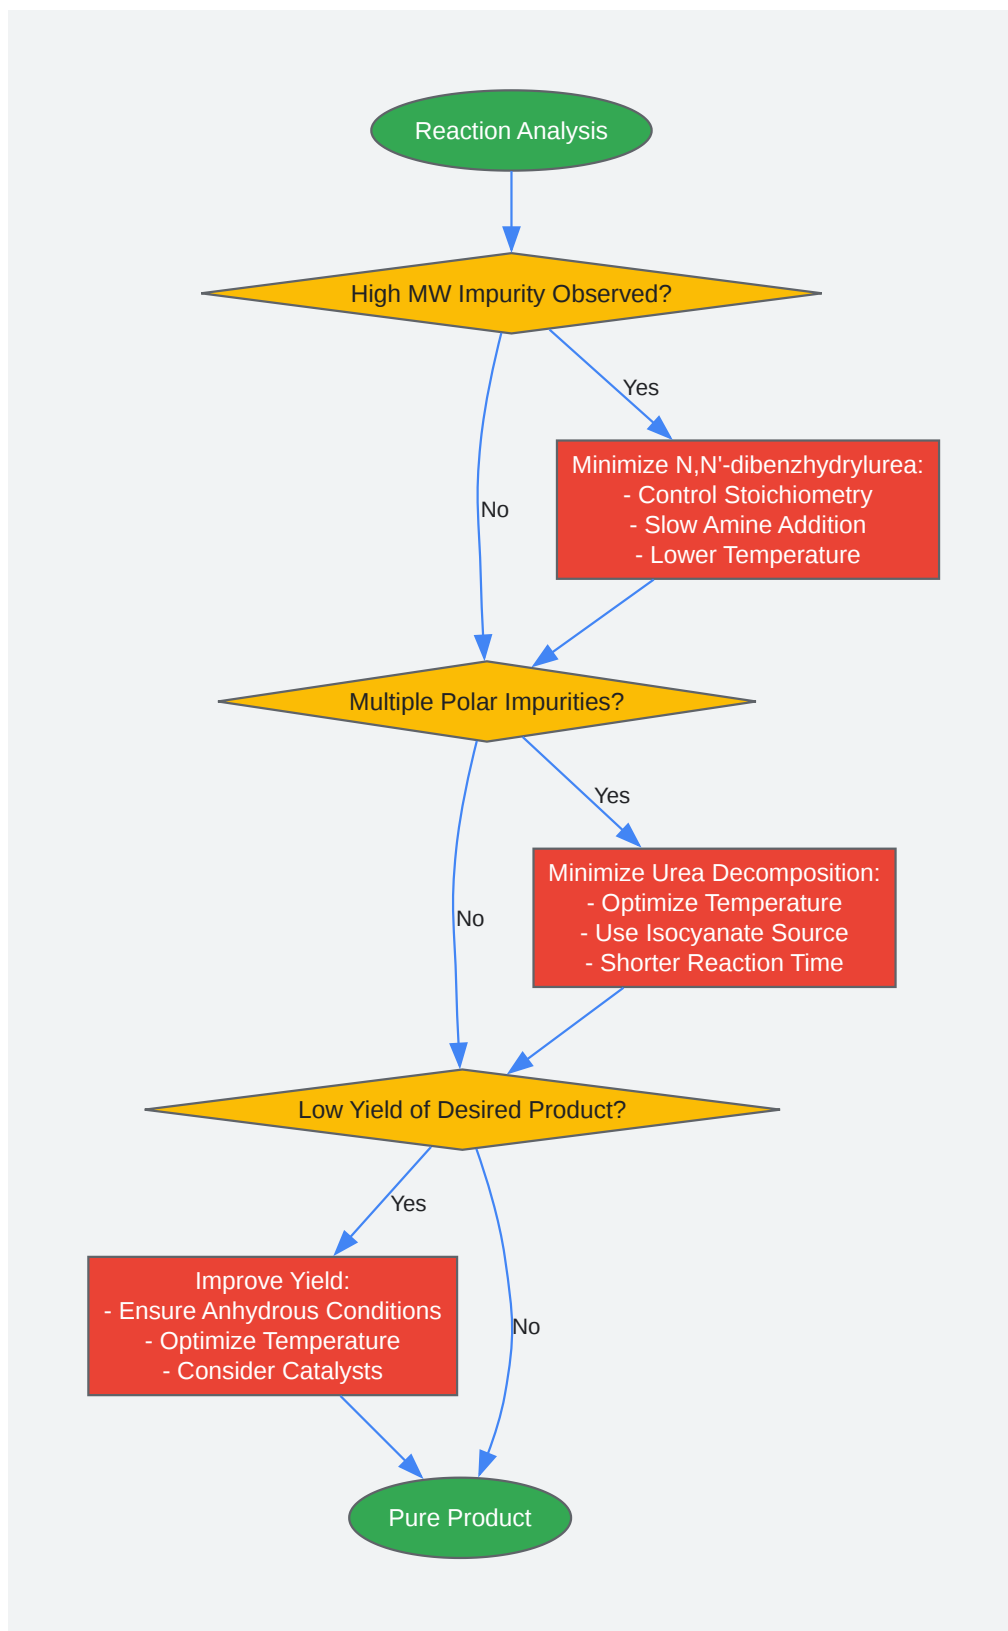 Reaction Analysis
High MW Impurity Observed?
Yes
Minimize N,N'-dibenzhydrylurea:
- Control Stoichiometry
- Slow Amine Addition
- Lower Temperature
No
Multiple Polar Impurities?
Yes
Minimize Urea Decomposition:
- Optimize Temperature
- Use Isocyanate Source
- Shorter Reaction Time
No
Low Yield of Desired Product?
Yes
Improve Yield:
- Ensure Anhydrous Conditions
- Optimize Temperature
- Consider Catalysts
No
Pure Product